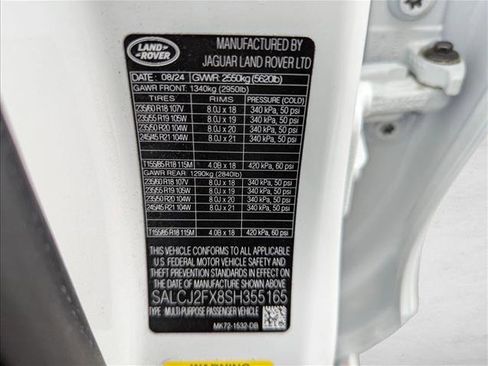 LAND ROVER
MANUFACTURED BY
JAGUAR LAND ROVER LTD
DATE : 08/24 GVWR: 2550kg (5620lb)
GAWR FRONT: 1340kg (2950lb)
TIRES RIMS PRESSURE (COLD)
235/60 R18 107V 8.0J x 18 340 kPa, 50 psi
235/55 R19 105W 8.0J x 19 340 kPa, 50 psi
235/50 R20 104W 8.0J x 20 340 kPa, 50 psi
245/45 R21 104W 8.0J x 21 340 kPa, 50 psi
T155/85 R18 115M 4.0B x 18 420 kPa, 60 psi
GAWR REAR: 1290kg (2840lb)
235/60 R18 107V 8.0J x 18 340 kPa, 50 psi
235/55 R19 105W 8.0J x 19 340 kPa, 50 psi
235/50 R20 104W 8.0J x 20 340 kPa, 50 psi
245/45 R21 104W 8.0J x 21 340 kPa, 50 psi
T155/85 R18 115M 4.0B x 18 420 kPa, 60 psi
THIS VEHICLE CONFORMS TO ALL APPLICABLE
U.S. FEDERAL MOTOR VEHICLE SAFETY AND
THEFT PREVENTION STANDARDS IN EFFECT ON
THE DATE OF MANUFACTURE SHOWN ABOVE.
SALCJ2FX8SH355165
TYPE: MULTI-PURPOSE PASSENGER VEHICLE
MK72-1532-DB
WARNING